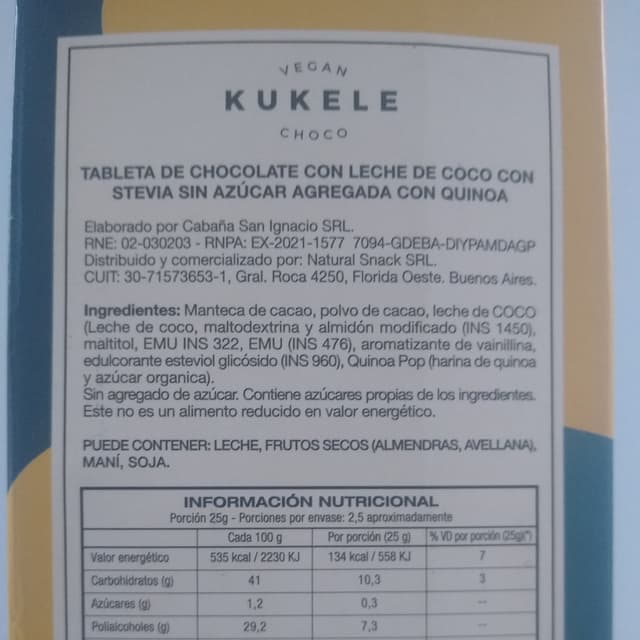 VEGAN
KUKELE
CHOCO
TABLETA DE CHOCOLATE CON LECHE DE COCO CON
STEVIA SIN AZÚCAR AGREGADA CON QUINOA
Elaborado por Cabaña San Ignacio SRL.
RNE: 02-030203 - RNPA: EX-2021-1577 7094-GDEBA-DIYPAMDAGP
Distribuido y comercializado por: Natural Snack SRL.
CUIT: 30-71573653-1, Gral. Roca 4250, Florida Oeste. Buenos Aires.
Ingredientes: Manteca de cacao, polvo de cacao, leche de COCO
(Leche de coco, maltodextrina y almidón modificado (INS 1450),
maltitol, EMU INS 322, EMU (INS 476), aromatizante de vainillina,
edulcorante esteviol glicósido (INS 960), Quinoa Pop (harina de quinoa
y azúcar organica).
Sin agregado de azúcar. Contiene azúcares propias de los ingredientes.
Este no es un alimento reducido en valor energético.
PUEDE CONTENER: LECHE, FRUTOS SECOS (ALMENDRAS, AVELLANA),
MANÍ, SOJA.
INFORMACIÓN NUTRICIONAL
Porción 25g - Porciones por envase: 2,5 aproximadamente
Cada 100 g Por porción (25 g) % VD por porción (25g)(*)
Valor energético 535 kcal / 2230 KJ 134 kcal / 558 KJ 7
Carbohidratos (g) 41 10,3 3
Azúcares (g) 1,2 0,3 --
Polialcoholes (g) 29,2 7,3 --